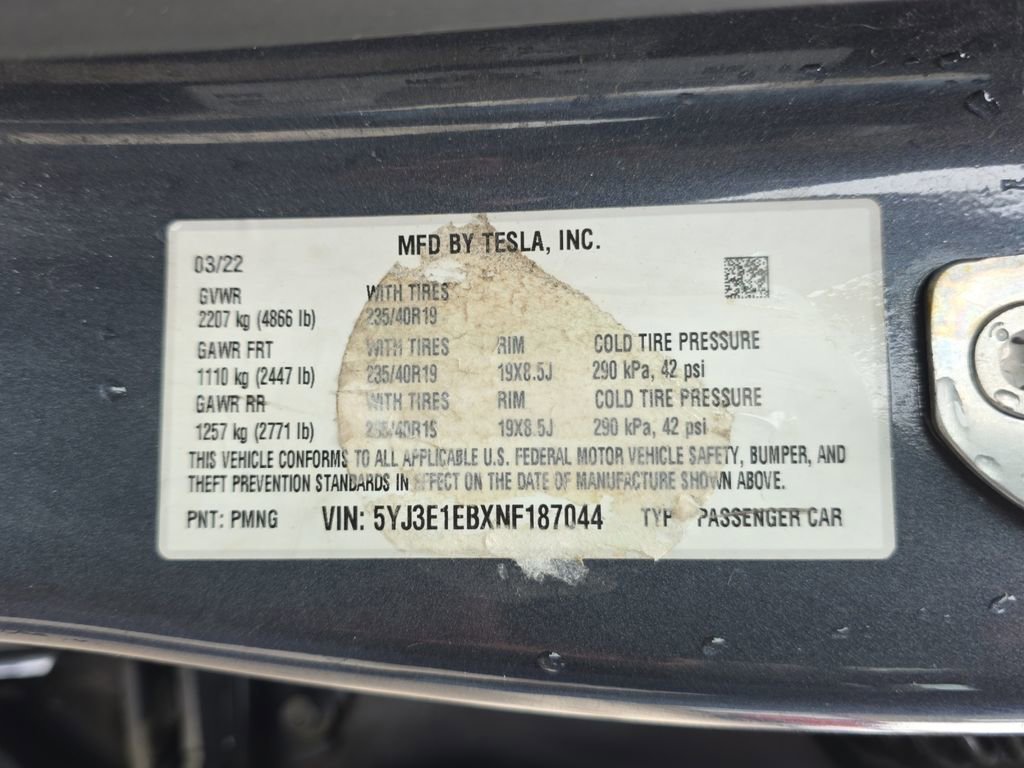 MFD BY TESLA, INC.
03/22
GVWR WITH TIRES
2207 kg (4866 lb) 235/40R19
GAWR FRT WITH TIRES RIM COLD TIRE PRESSURE
1110 kg (2447 lb) 235/40R19 19X8.5J 290 kPa, 42 psi
GAWR RR WITH TIRES RIM COLD TIRE PRESSURE
1257 kg (2771 lb) 19X8.5J 290 kPa, 42 psi
THIS VEHICLE CONFORMS TO ALL APPLICABLE U.S. FEDERAL MOTOR VEHICLE SAFETY, BUMPER, AND
THEFT PREVENTION STANDARDS IN EFFECT ON THE DATE OF MANUFACTURE SHOWN ABOVE.
PNT: PMNG VIN: 5YJ3E1EBXNF187044 PASSENGER CAR